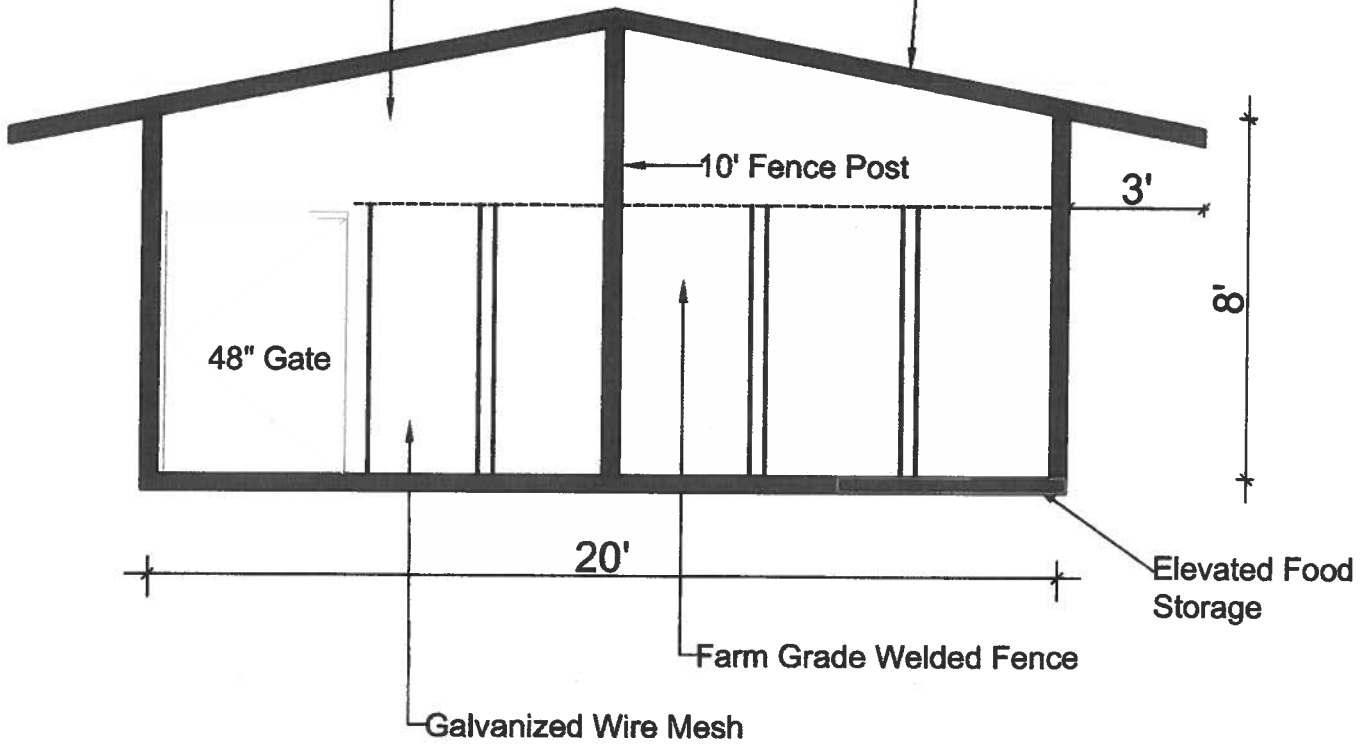 10' Fence Post
3'
8'
48" Gate
20'
Elevated Food
Storage
Farm Grade Welded Fence
Galvanized Wire Mesh